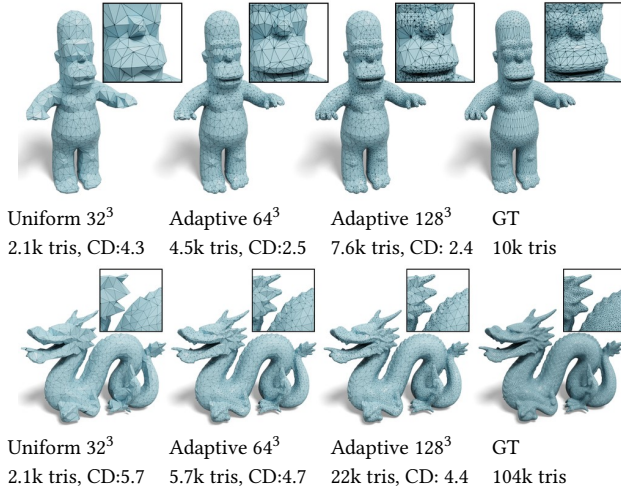 Uniform 32³ Adaptive 64³ Adaptive 128³ GT
2.1k tris, CD:4.3 4.5k tris, CD:2.5 7.6k tris, CD: 2.4 10k tris
Uniform 32³ Adaptive 64³ Adaptive 128³ GT
2.1k tris, CD:5.7 5.7k tris, CD:4.7 22k tris, CD: 4.4 104k tris